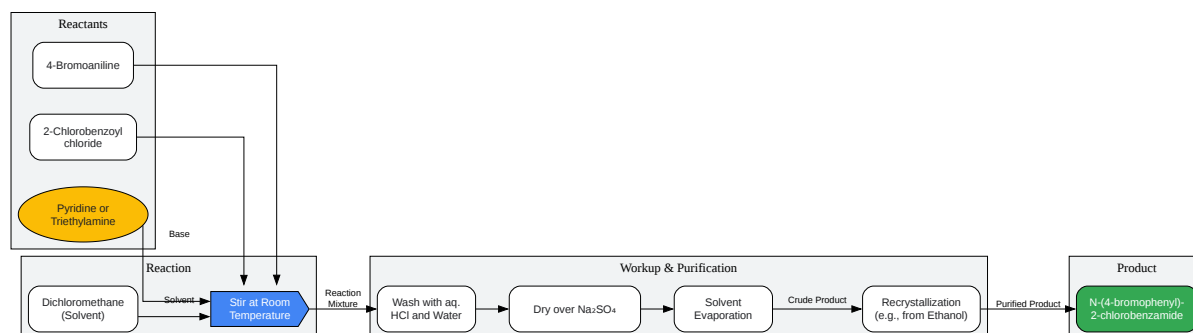 Reactants
4-Bromoaniline
2-Chlorobenzoyl
chloride
Pyridine or
Triethylamine
Base
Reaction
Dichloromethane
(Solvent)
Solvent
Stir at Room
Temperature
Reaction
Mixture
Workup & Purification
Wash with aq.
HCl and Water
Dry over Na₂SO₄
Solvent
Evaporation
Crude Product
Recrystallization
(e.g., from Ethanol)
Purified Product
Product
N-(4-bromophenyl)-
2-chlorobenzamide